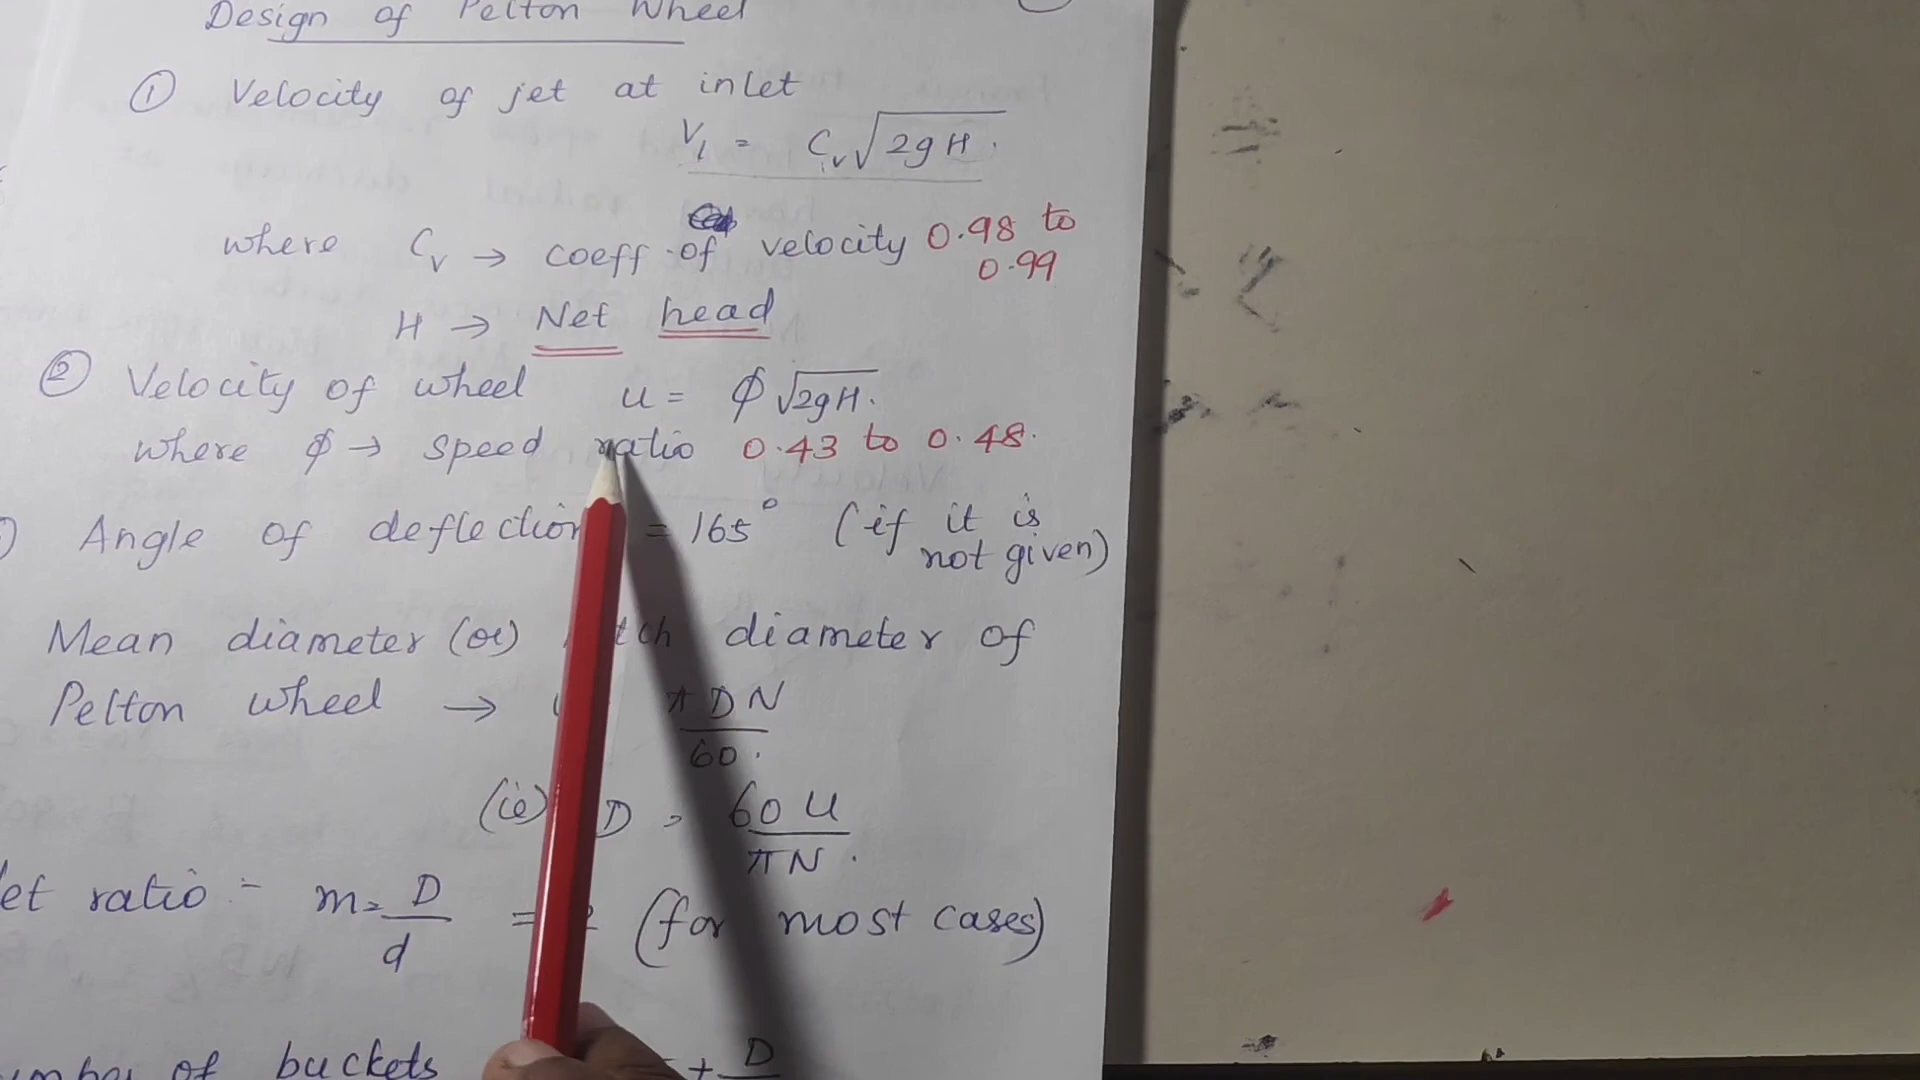 Design of Pelton Wheel
① Velocity of jet at inlet
V₁ = Cᵥ√2gH.
where Cᵥ → coeff. of velocity 0.98 to
0.99
H → Net head
② Velocity of wheel u = ϕ√2gH.
where ϕ → speed ratio 0.43 to 0.48.
Angle of deflection = 165° (if it is
not given)
Mean diameter (or) diameter of
Pelton wheel → πDN
60.
(ie) D = 60 u
πN.
ratio - m = D (for most cases)
d
of buckets + D